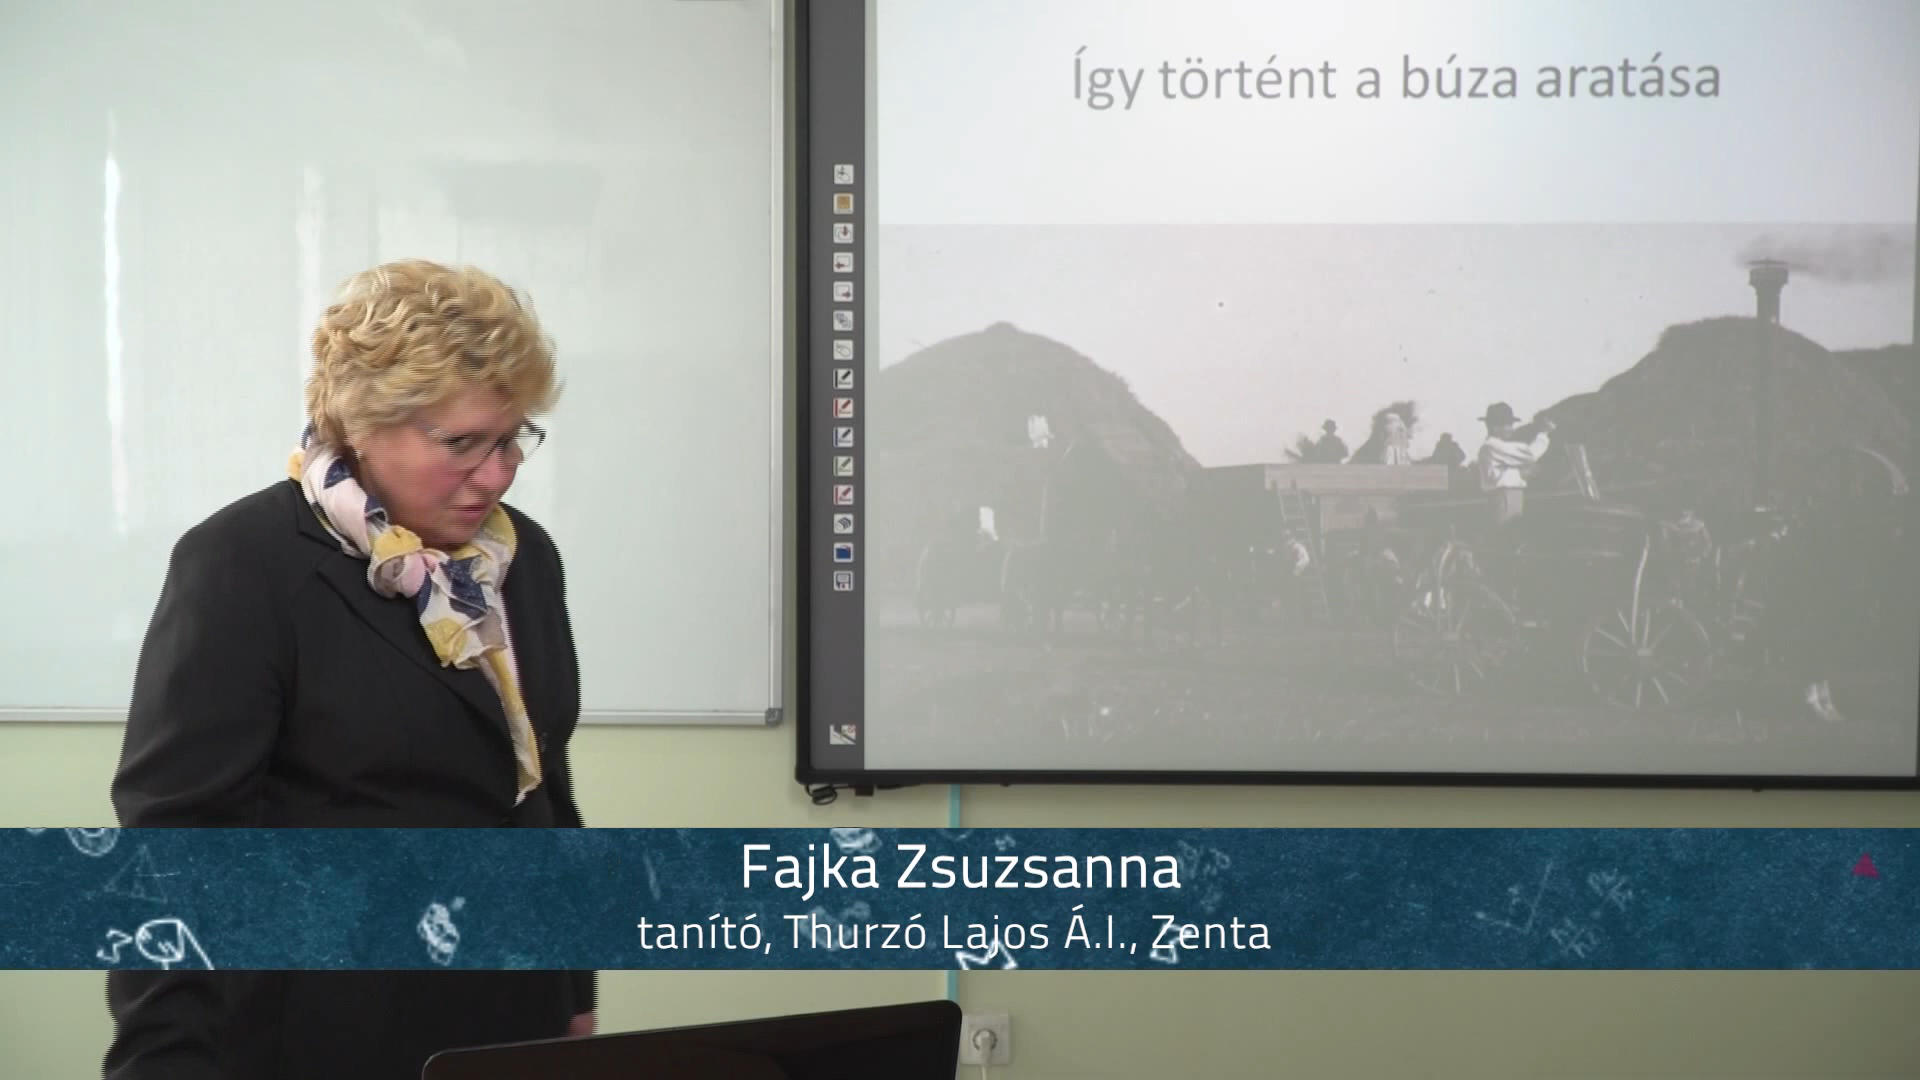 Így történt a búza aratása
Fajka Zsuzsanna
tanító, Thurzó Lajos Á.I., Zenta